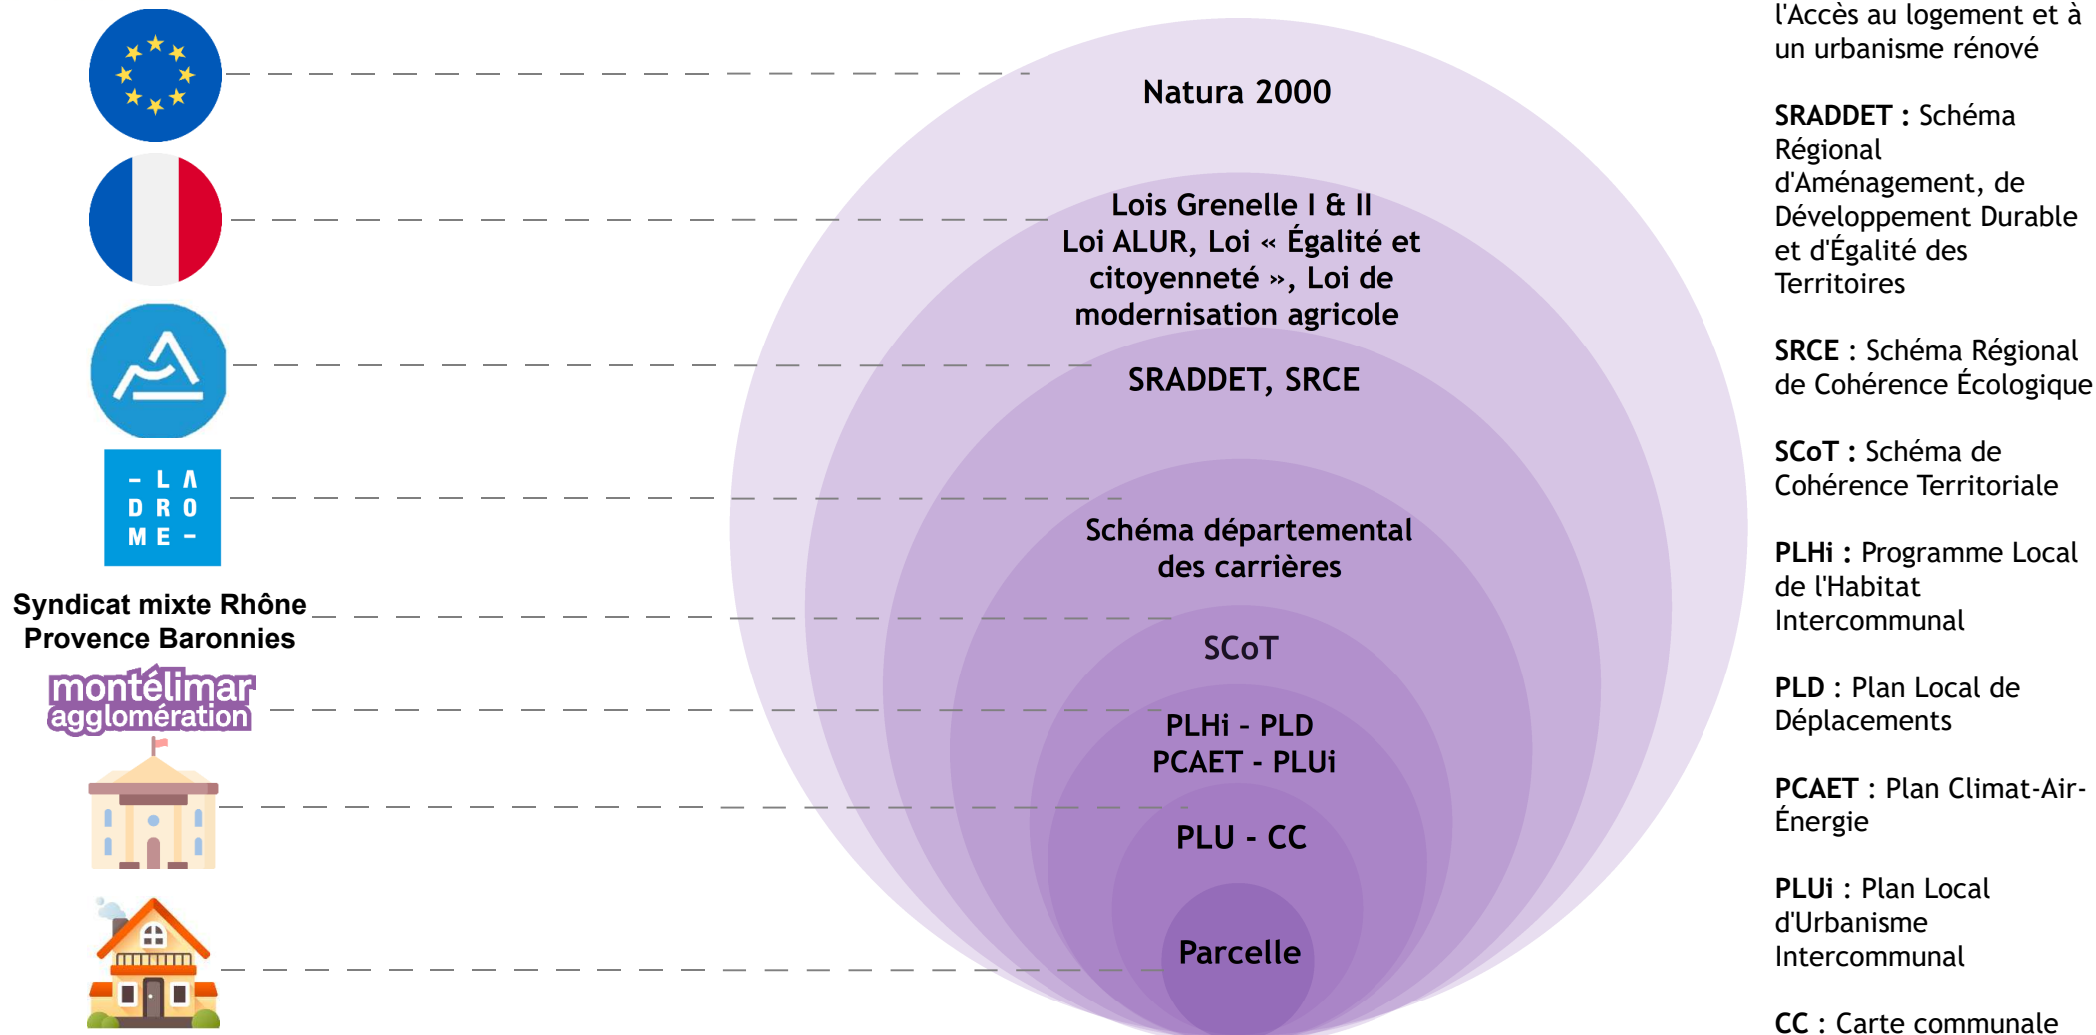 - L A
D R O
M E -
Syndicat mixte Rhône
Provence Baronnies
montélimar
agglomération
Natura 2000
Lois Grenelle I & II
Loi ALUR, Loi « Égalité et
citoyenneté », Loi de
modernisation agricole
SRADDET, SRCE
Schéma départemental
des carrières
SCoT
PLHi – PLD
PCAET - PLUi
PLU - CC
Parcelle
l'Accès au logement et à
un urbanisme rénové
SRADDET : Schéma
Régional
d'Aménagement, de
Développement Durable
et d'Égalité des
Territoires
SRCE : Schéma Régional
de Cohérence Écologique
SCoT : Schéma de
Cohérence Territoriale
PLHi : Programme Local
de l'Habitat
Intercommunal
PLD : Plan Local de
Déplacements
PCAET : Plan Climat-Air-
Énergie
PLUi : Plan Local
d'Urbanisme
Intercommunal
CC : Carte communale